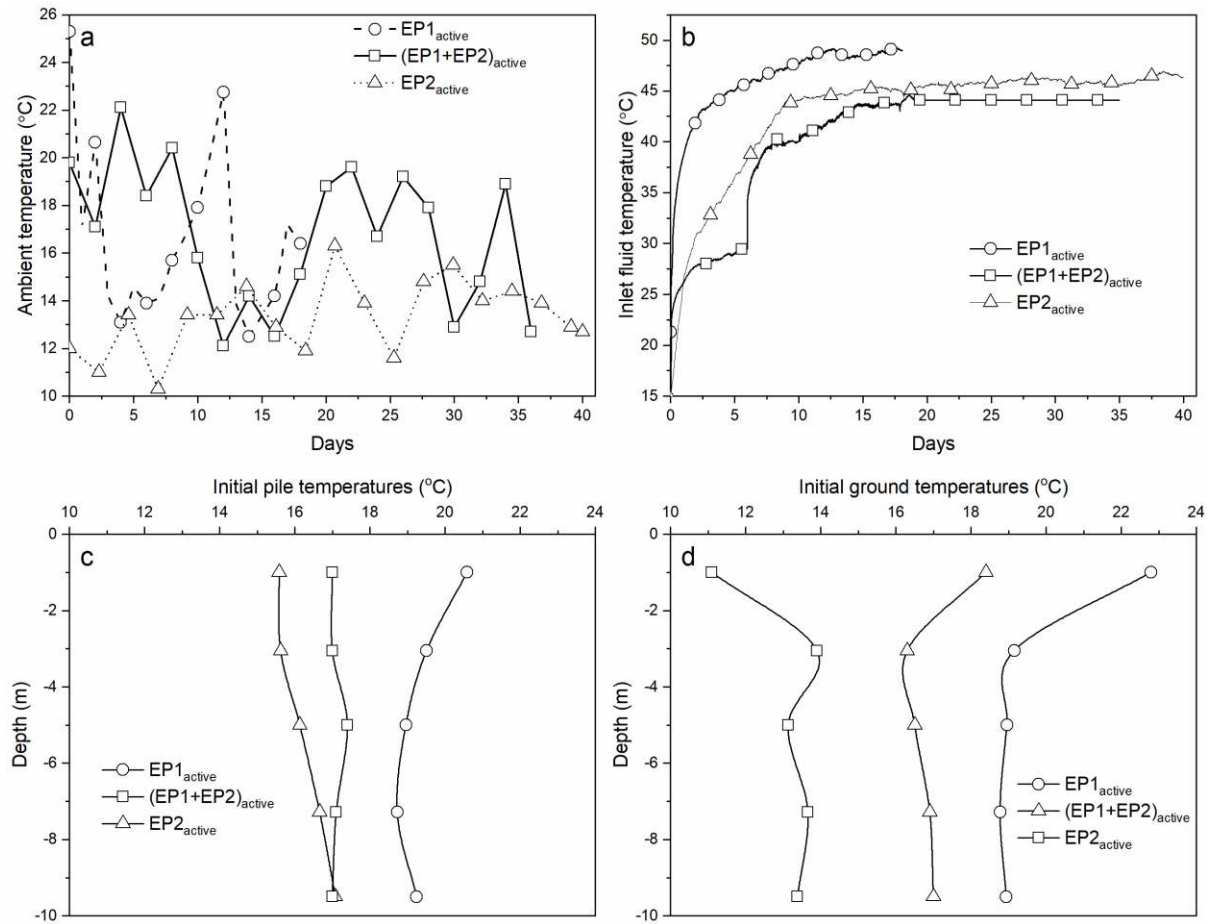 a
Ambient temperature (°C)
26
24
22
20
18
16
14
12
10
0 5 10 15 20 25 30 35 40
Days
EP1active
(EP1+EP2)active
EP2active
b
Inlet fluid temperature (°C)
50
45
40
35
30
25
20
15
0 5 10 15 20 25 30 35 40
Days
EP1active
(EP1+EP2)active
EP2active
Initial pile temperatures (°C)
10 12 14 16 18 20 22 24
c
Depth (m)
0
-2
-4
-6
-8
-10
EP1active
(EP1+EP2)active
EP2active
Initial ground temperatures (°C)
10 12 14 16 18 20 22 24
d
Depth (m)
0
-2
-4
-6
-8
-10
EP1active
(EP1+EP2)active
EP2active